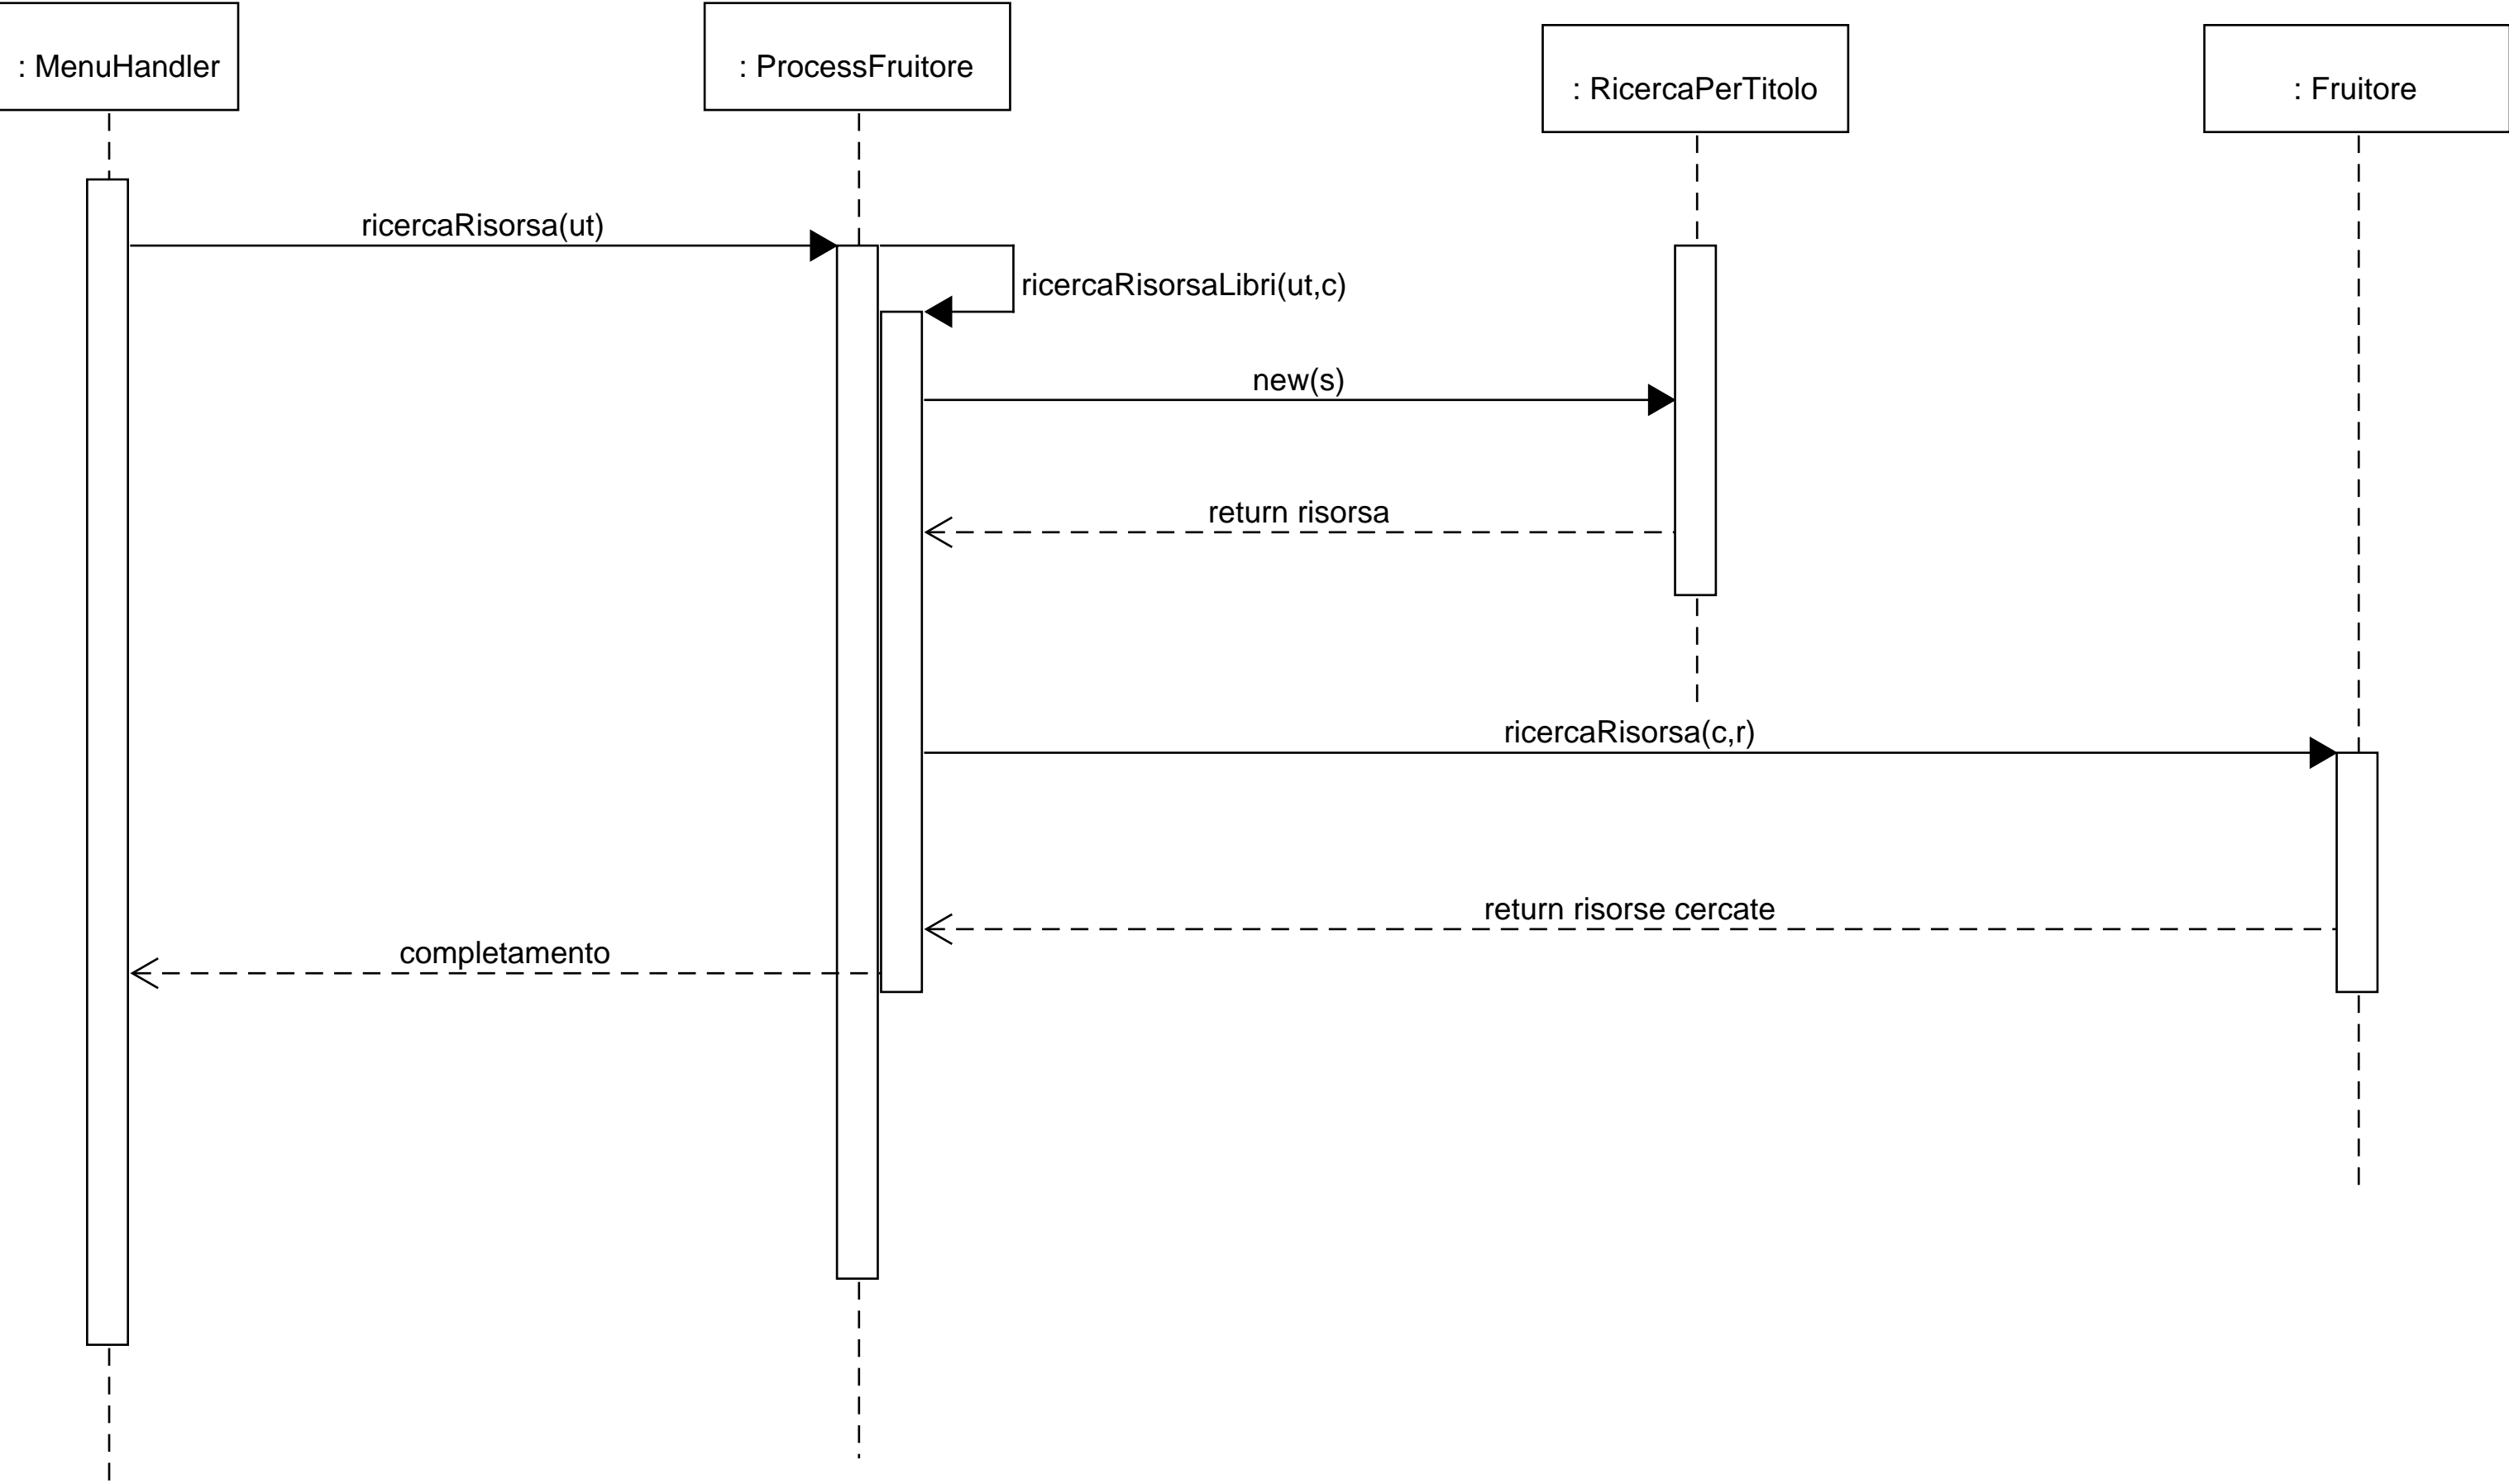 : MenuHandler
: ProcessFruitore
: RicercaPerTitolo
: Fruitore
ricercaRisorsa(ut)
ricercaRisorsaLibri(ut,c)
new(s)
return risorsa
ricercaRisorsa(c,r)
return risorse cercate
completamento